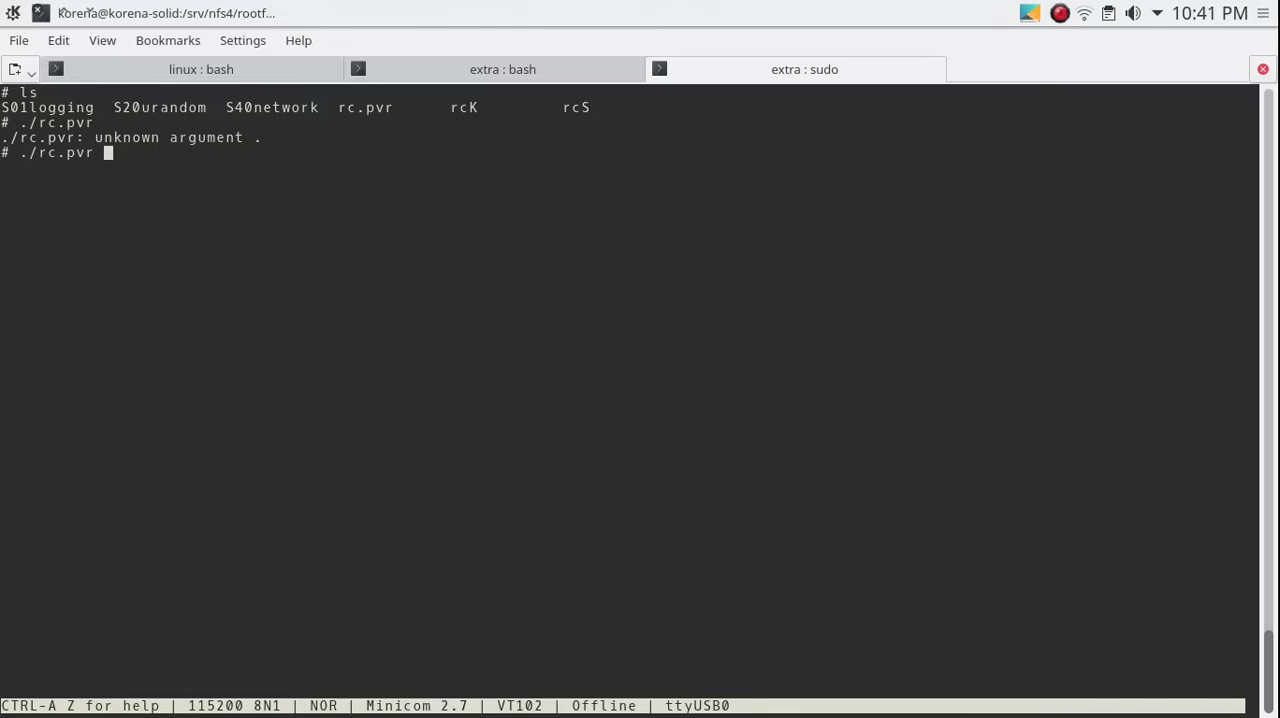 korena@korena-solid:/srv/nfs4/rootf...
10:41 PM
File Edit View Bookmarks Settings Help
linux : bash extra : bash extra : sudo
# ls
S01logging S20urandom S40network rc.pvr rcK rcS
# ./rc.pvr
./rc.pvr: unknown argument .
# ./rc.pvr
CTRL-A Z for help | 115200 8N1 | NOR | Minicom 2.7 | VT102 | Offline | ttyUSB0